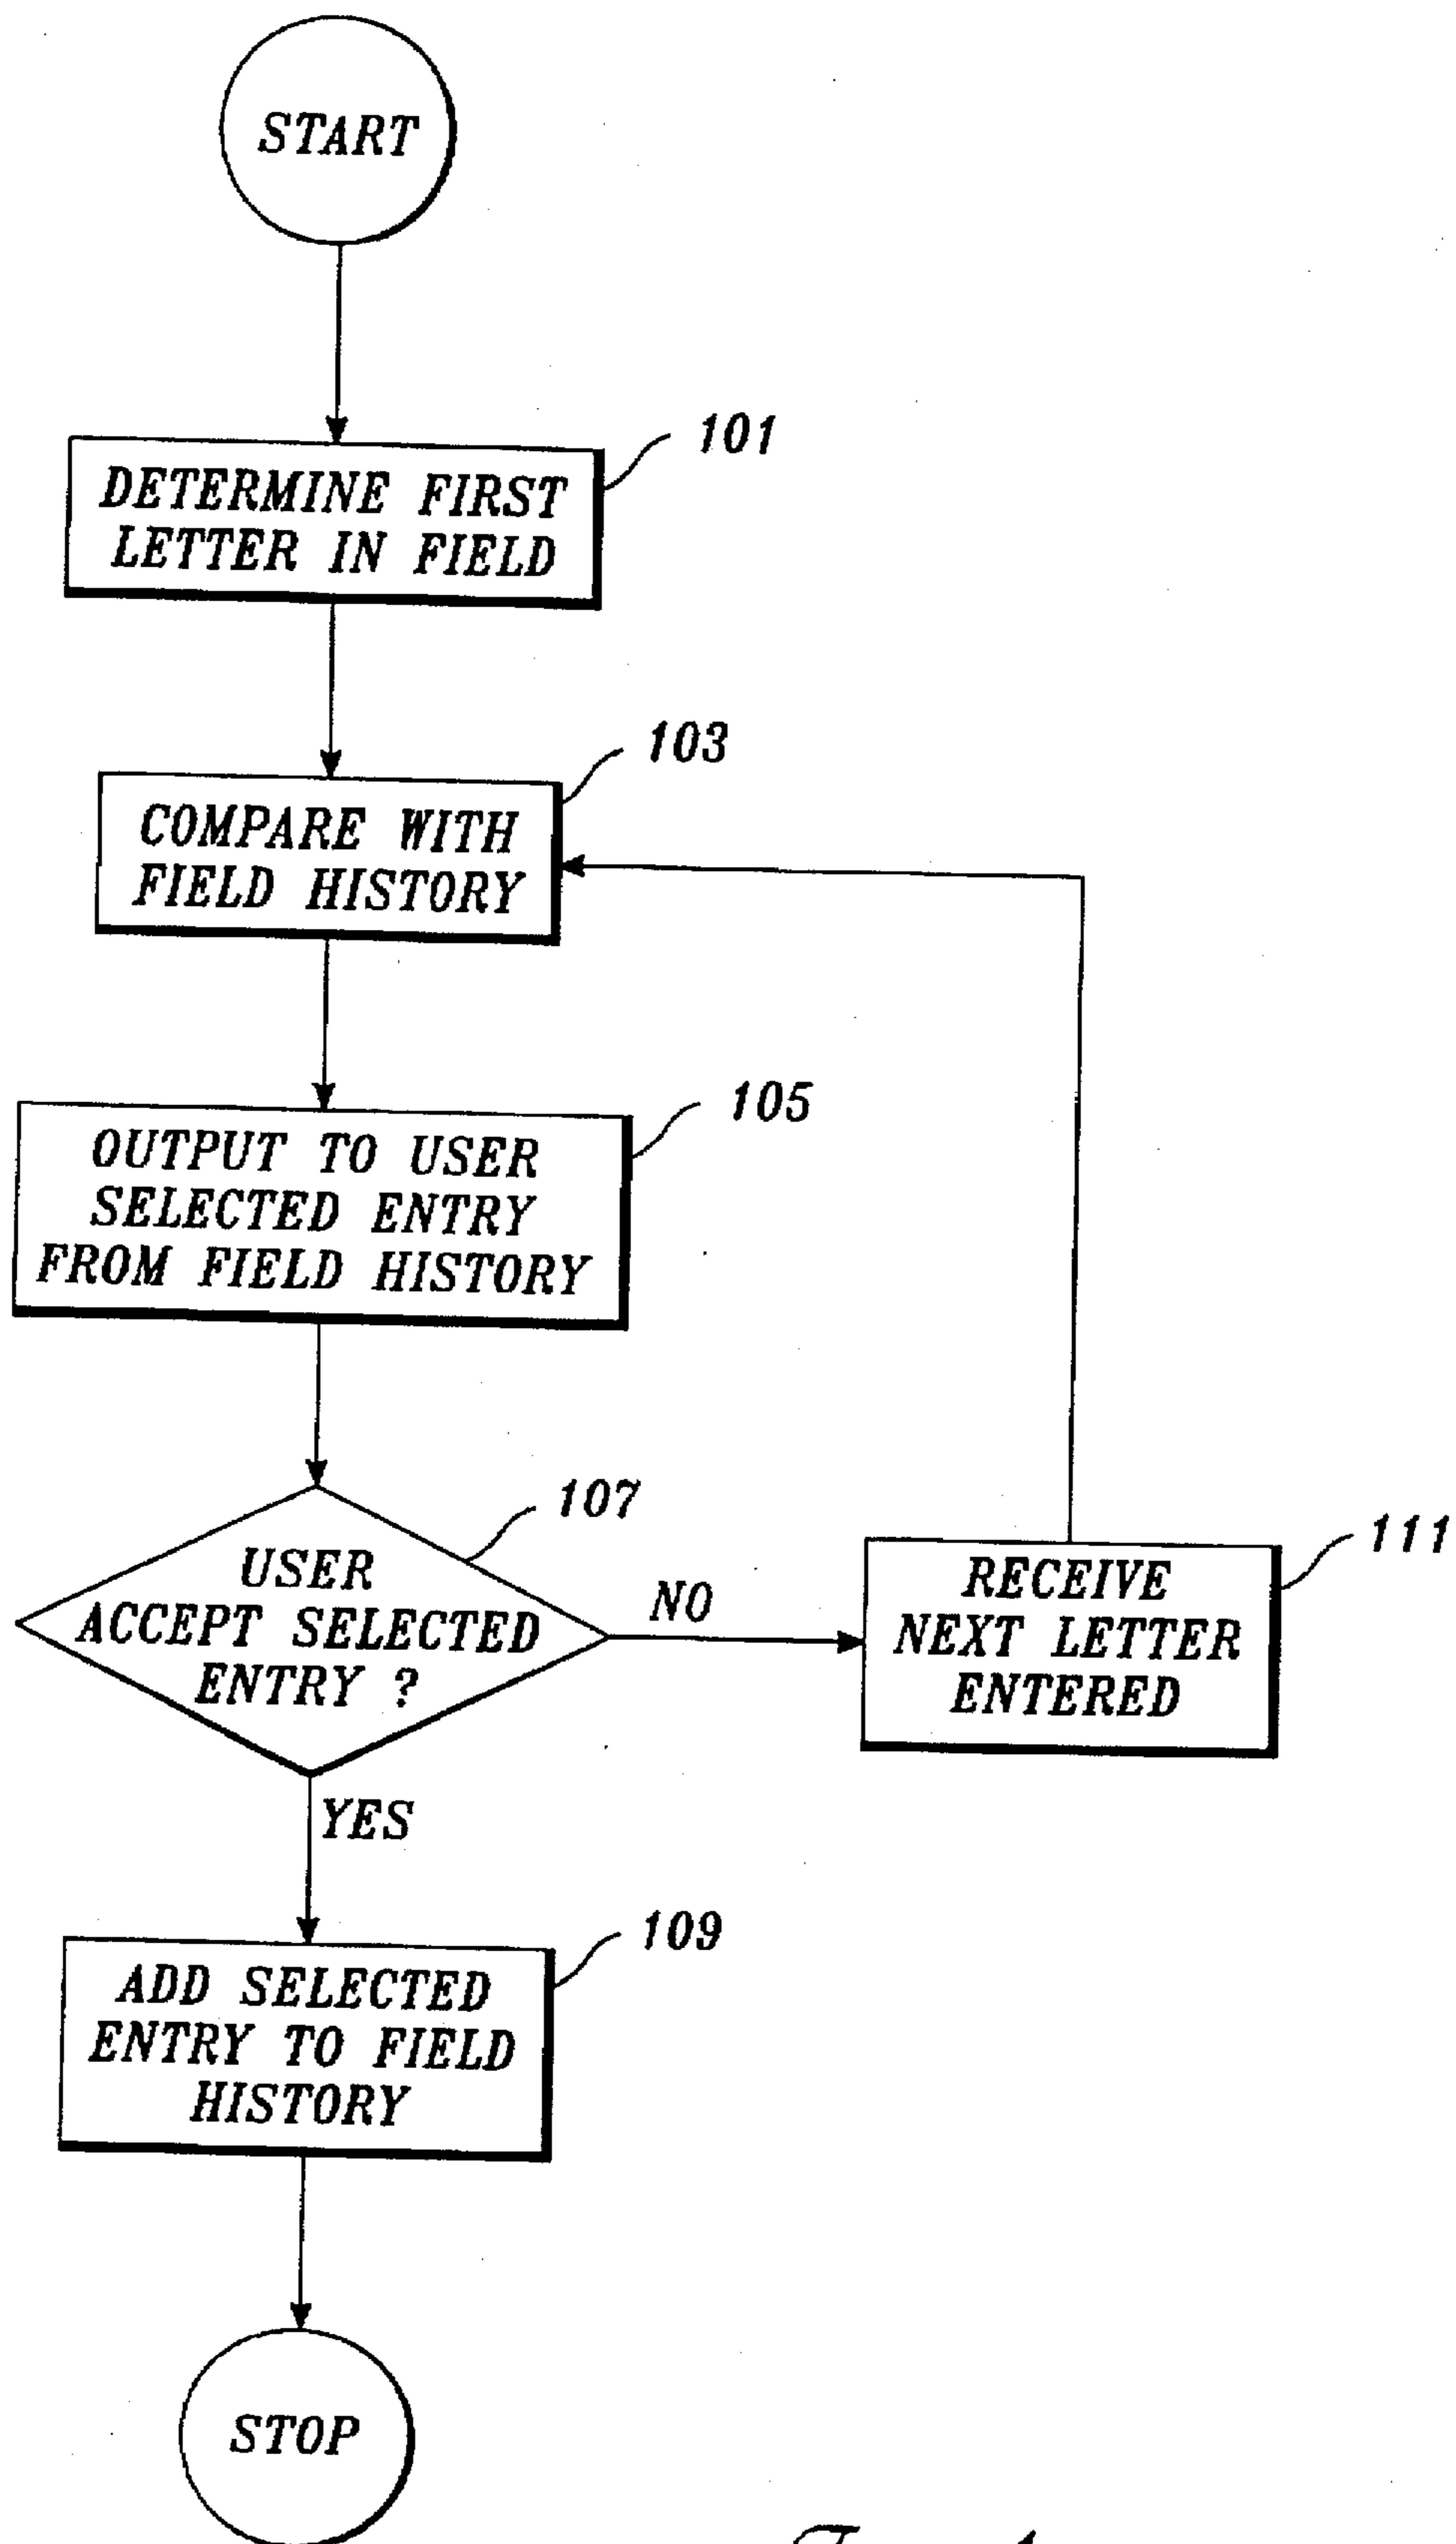 START
101
DETERMINE FIRST
LETTER IN FIELD
103
COMPARE WITH
FIELD HISTORY
105
OUTPUT TO USER
SELECTED ENTRY
FROM FIELD HISTORY
107
USER
ACCEPT SELECTED
ENTRY ?
NO
111
RECEIVE
NEXT LETTER
ENTERED
YES
109
ADD SELECTED
ENTRY TO FIELD
HISTORY
STOP